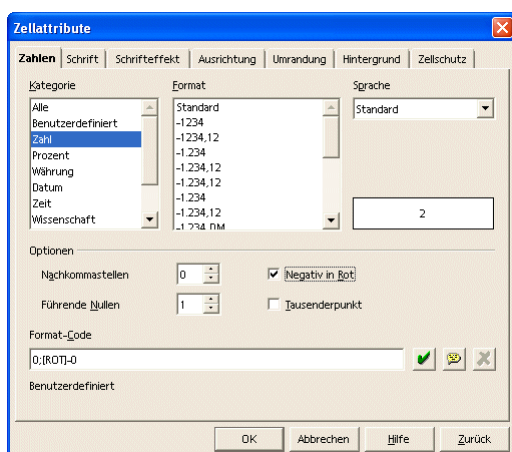 Zellattribute
Zahlen Schrift Schrifteffekt Ausrichtung Umrandung Hintergrund Zellschutz
Kategorie Format Sprache
Alle Standard Standard
Benutzerdefiniert -1234
Zahl -1234,12
Prozent -1.234
Währung -1.234,12
Datum -1.234,12
Zeit -1.234
Wissenschaft -1.234,12 2
-1.234 DM
Optionen
Nachkommastellen 0 Negativ in Rot
Führende Nullen 1 Tausenderpunkt
Format-Code
0;[ROT]-0
Benutzerdefiniert
OK Abbrechen Hilfe Zurück